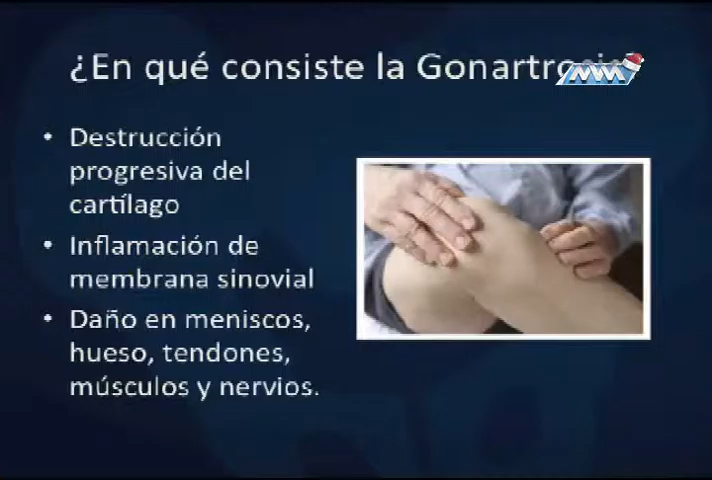 ¿En qué consiste la
• Destrucción
progresiva del
cartílago
• Inflamación de
membrana sinovial
• Daño en meniscos,
hueso, tendones,
músculos y nervios.